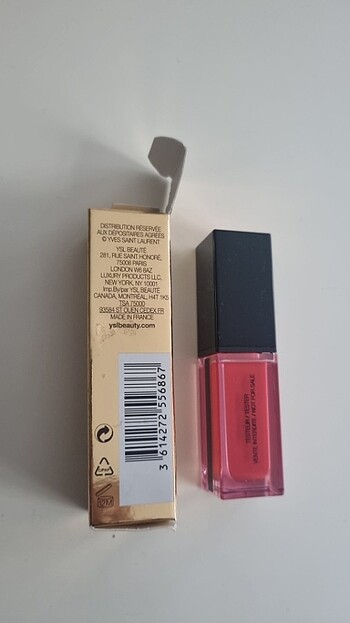 DISTRIBUTION RÉSERVÉE
AUX DÉPOSITAIRES AGRÉÉS
© YVES SAINT LAURENT
YSL BEAUTÉ
281, RUE SAINT HONORÉ,
75008 PARIS
LONDON W6 8AZ
LUXURY PRODUCTS LLC,
NEW YORK, NY 10001
Imp.By/par YSL BEAUTÉ
CANADA, MONTREAL, H4T 1K5
TSA 75000
93584 ST OUEN CEDEX.FR
MADE IN FRANCE
yslbeauty.com
3 614272 556867
TESTEUR / TESTER
VENTE INTERDITE / NOT FOR SALE